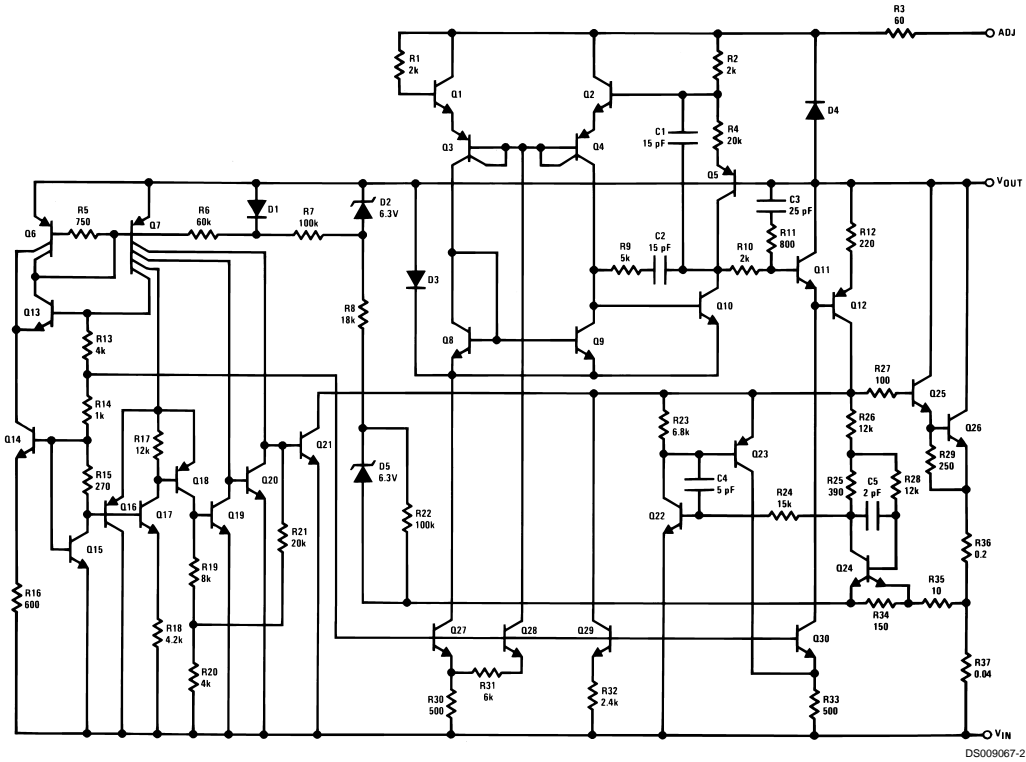 R3
60
ADJ
R1
2k
R2
2k
Q1
Q2
D4
C1
15 pF
R4
20k
Q3
Q4
Q5
VOUT
R5
750
R6
60k
D1
R7
100k
D2
6.3V
C3
25 pF
Q6
Q7
R12
220
R9
5k
C2
15 pF
R10
2k
R11
800
Q11
D3
Q12
R8
18k
Q10
Q13
R13
4k
Q8
Q9
R27
100
Q25
R14
1k
Q14
R17
12k
Q21
R23
6.8k
R26
12k
Q26
Q18
Q23
R29
250
R15
270
D5
6.3V
C4
5 pF
R25
390
C5
2 pF
R28
12k
Q16
Q17
Q19
Q20
R22
100k
R24
15k
Q22
R21
20k
Q15
Q24
R36
0.2
R19
8k
R16
600
R35
10
R34
150
R18
4.2k
Q27
Q28
Q29
Q30
R20
4k
R31
6k
R30
500
R32
2.4k
R33
500
R37
0.04
VIN
DS009067-2